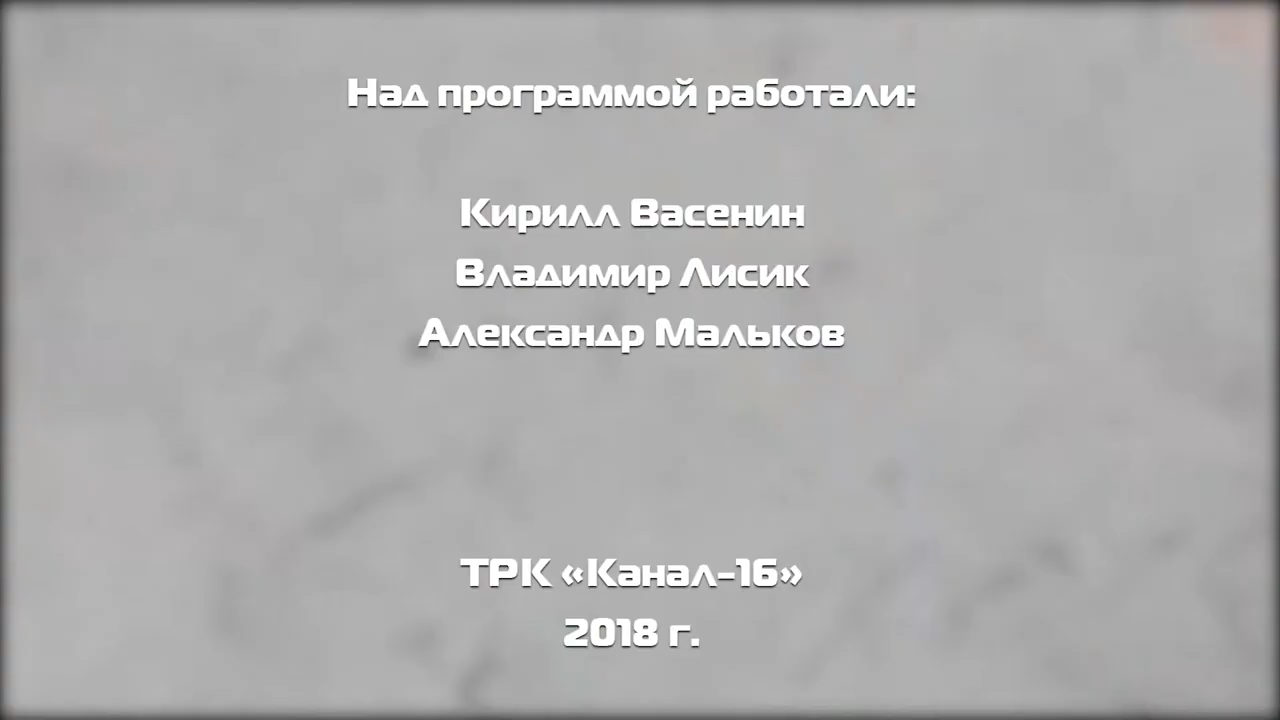 Над программой работали:
Кирилл Васенин
Владимир Лисик
Александр Мальков
ТРК «Канал-16»
2018 г.